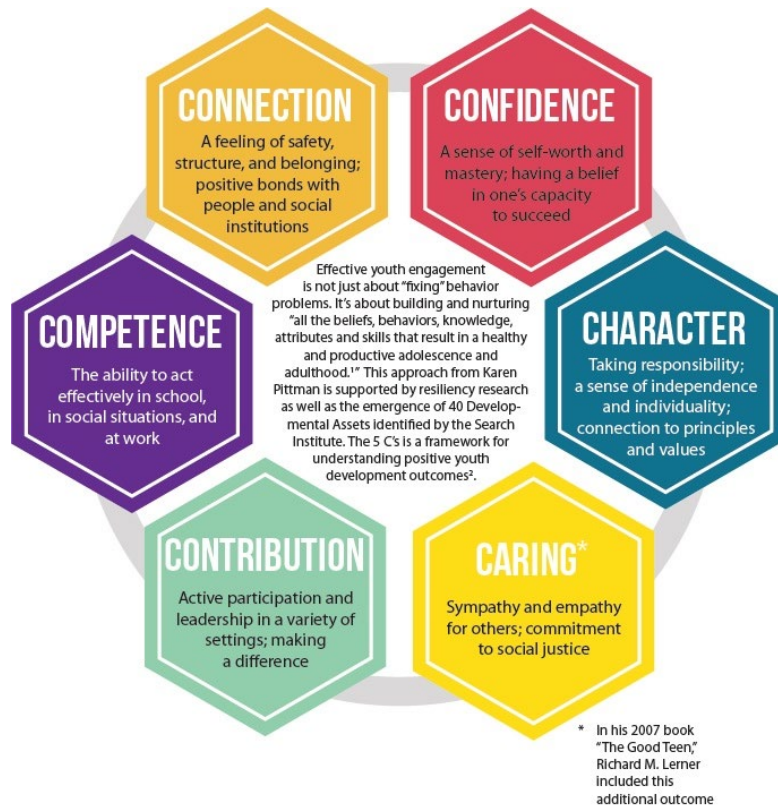 CONNECTION
A feeling of safety,
structure, and belonging;
positive bonds with
people and social
institutions
CONFIDENCE
A sense of self-worth and
mastery; having a belief
in one's capacity
to succeed
COMPETENCE
The ability to act
effectively in school,
in social situations, and
at work
Effective youth engagement
is not just about "fixing" behavior
problems. It's about building and nurturing
"all the beliefs, behaviors, knowledge,
attributes and skills that result in a healthy
and productive adolescence and
adulthood.¹" This approach from Karen
Pittman is supported by resiliency research
as well as the emergence of 40 Develop-
mental Assets identified by the Search
Institute. The 5 C's is a framework for
understanding positive youth
development outcomes².
CHARACTER
Taking responsibility;
a sense of independence
and individuality;
connection to principles
and values
CONTRIBUTION
Active participation and
leadership in a variety of
settings; making
a difference
CARING*
Sympathy and empathy
for others; commitment
to social justice
* In his 2007 book
"The Good Teen,"
Richard M. Lerner
included this
additional outcome